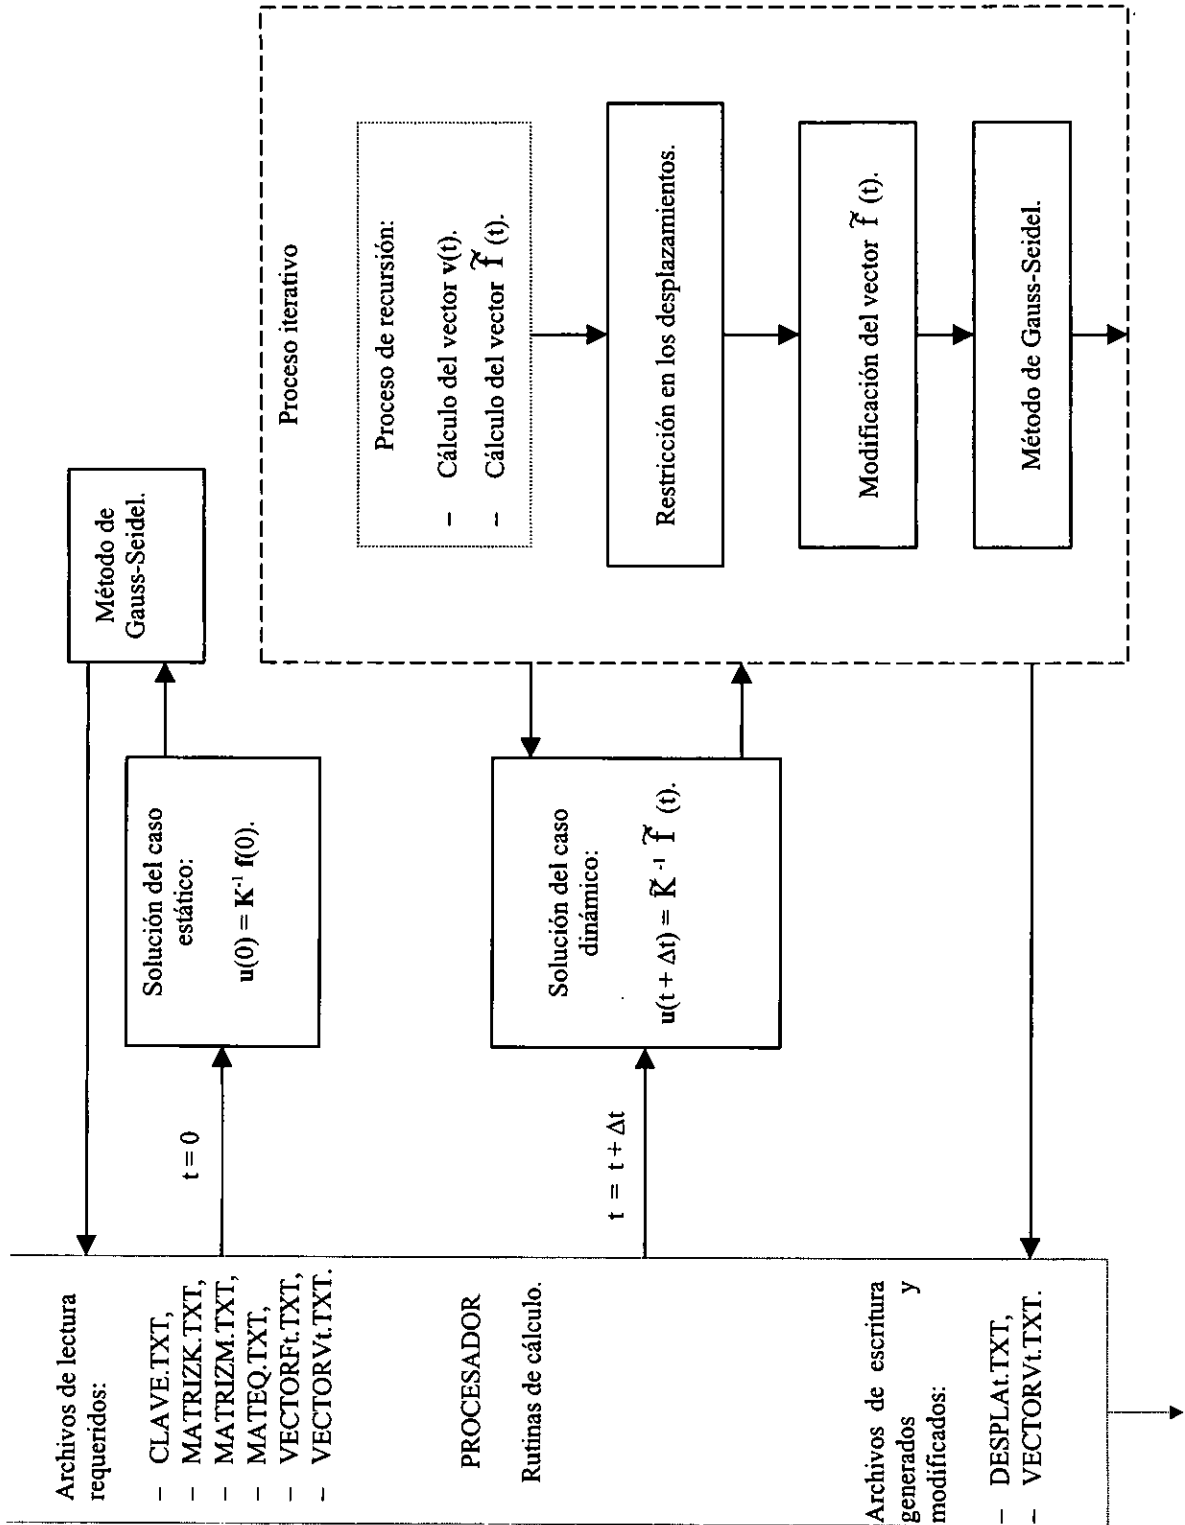 Archivos de lectura
requeridos:
– CLAVE.TXT,
– MATRIZK.TXT,
– MATRIZM.TXT,
– MATEQ.TXT,
– VECTORFt.TXT,
– VECTORVt.TXT.
PROCESADOR
Rutinas de cálculo.
Archivos de escritura
generados y
modificados:
– DESPLAt.TXT,
– VECTORVt.TXT.
t = 0
t = t + Δt
Solución del caso
estático:
u(0) = K⁻¹ f(0).
Solución del caso
dinámico:
u(t + Δt) = K̃⁻¹ f̃ (t).
Método de
Gauss-Seidel.
Proceso iterativo
Proceso de recursión:
– Cálculo del vector v(t).
– Cálculo del vector f̃ (t).
Restricción en los desplazamientos.
Modificación del vector f̃ (t).
Método de Gauss-Seidel.